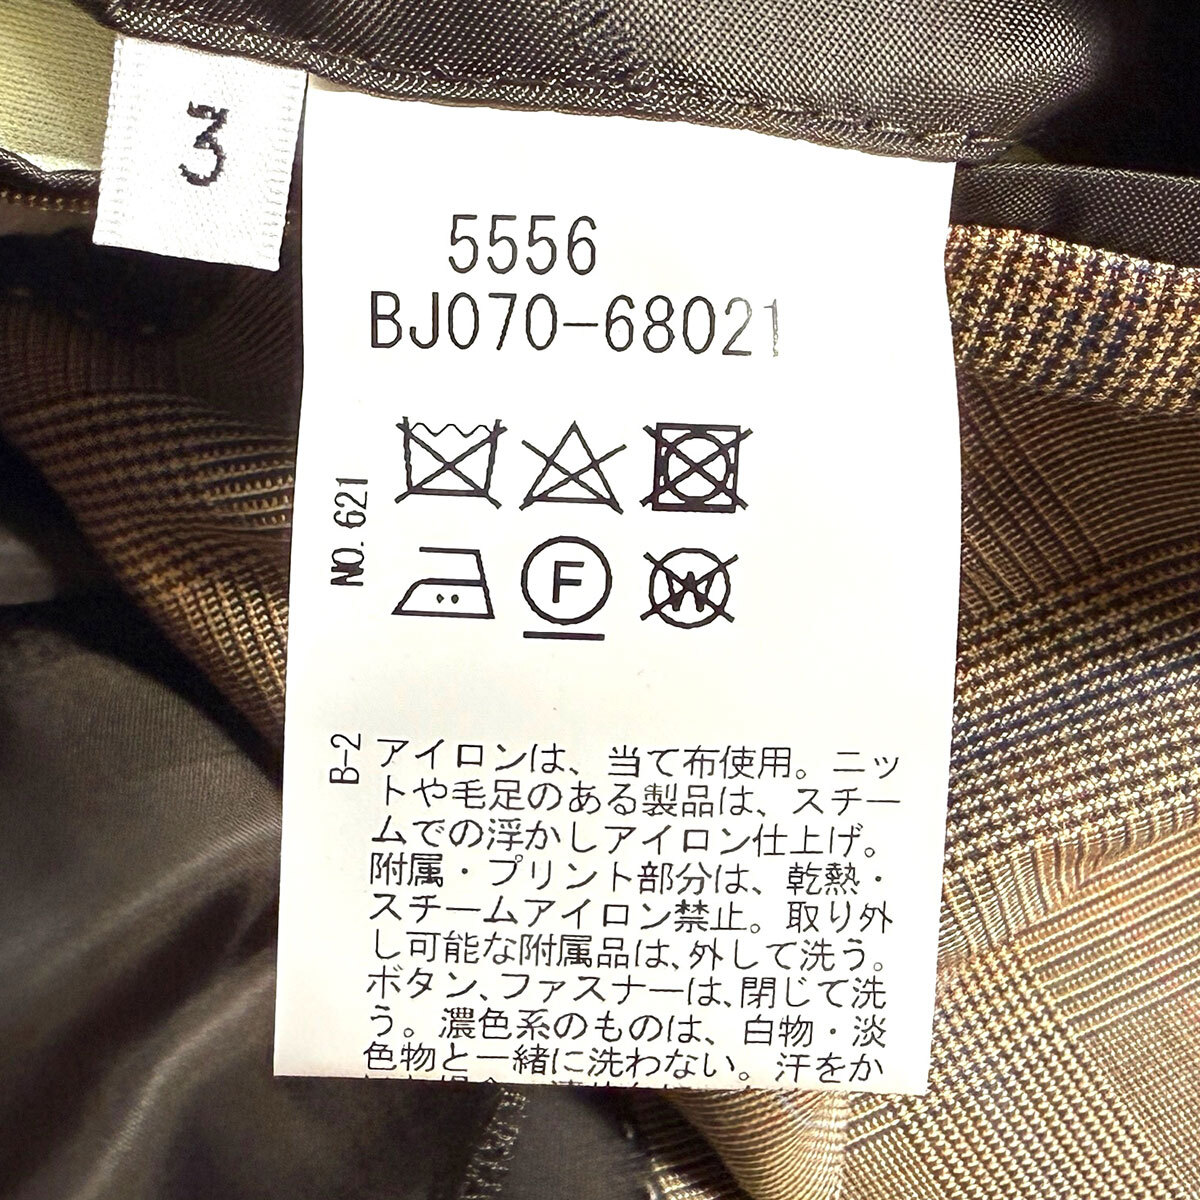 3
5556
BJ070-68021
NO. 621
F
W
B-2
アイロンは、当て布使用。ニッ
トや毛足のある製品は、スチー
ムでの浮かしアイロン仕上げ。
附属・プリント部分は、乾熱・
スチームアイロン禁止。取り外
し可能な附属品は、外して洗う。
ボタン、ファスナーは、閉じて洗
う。濃色系のものは、白物・淡
色物と一緒に洗わない。汗をか